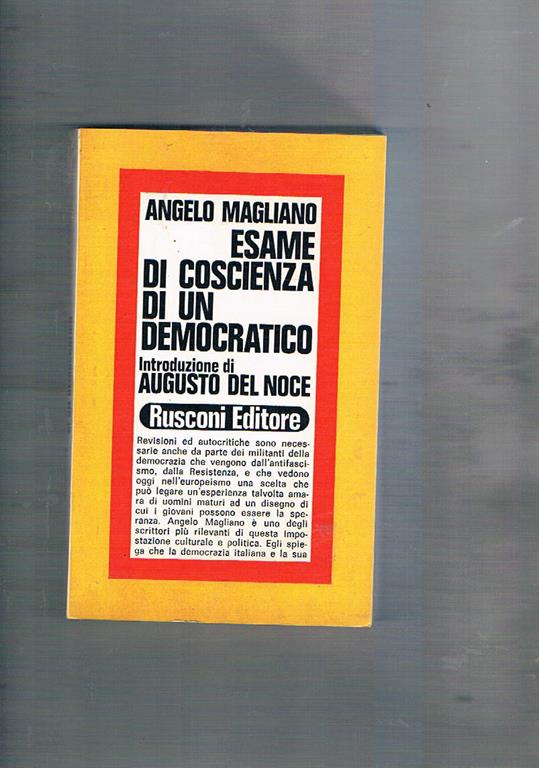 ANGELO MAGLIANO
ESAME
DI COSCIENZA
DI UN
DEMOCRATICO
Introduzione di
AUGUSTO DEL NOCE
Rusconi Editore
Revisioni ed autocritiche sono neces-
sarie anche da parte dei militanti della
democrazia che vengono dall'antifasci-
smo, dalla Resistenza, e che vedono
oggi nell'europeismo una scelta che
può legare un'esperienza talvolta ama-
ra di uomini maturi ad un disegno di
cui i giovani possono essere la spe-
ranza. Angelo Magliano è uno degli
scrittori più rilevanti di questa impo-
stazione culturale e politica. Egli spie-
ga che la democrazia italiana e la sua